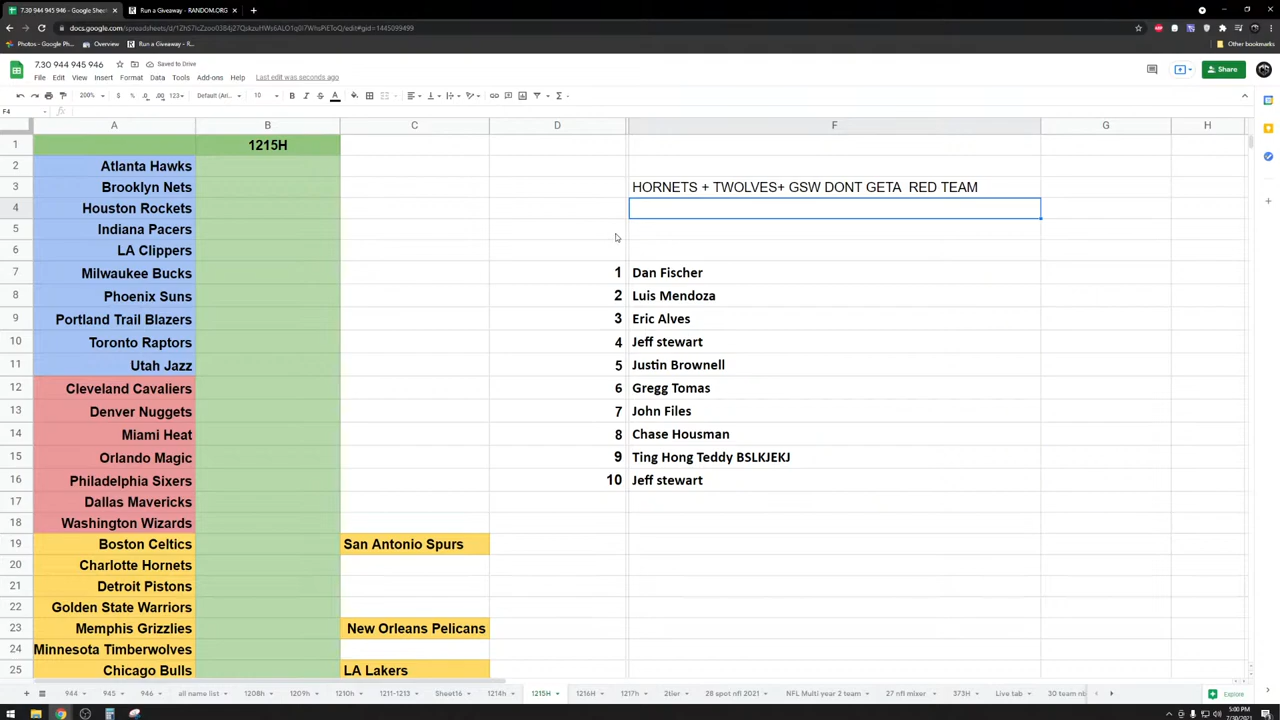 7.30 944 945 946 - Google Sheet
Run a Giveaway - RANDOM.ORG
Photos - Google Ph...
Overview
Run a Giveaway - R...
Other bookmarks
7.30 944 945 946
Saved to Drive
File Edit View Insert Format Data Tools Add-ons Help Last edit was seconds ago
Share
200% $ % .0 .00 123 Default (Ari... 10 B I S A
F4 fx
A B C D F G H
1 1215H
2 Atlanta Hawks
3 Brooklyn Nets HORNETS + TWOLVES+ GSW DONT GETA RED TEAM
4 Houston Rockets
5 Indiana Pacers
6 LA Clippers
7 Milwaukee Bucks 1 Dan Fischer
8 Phoenix Suns 2 Luis Mendoza
9 Portland Trail Blazers 3 Eric Alves
10 Toronto Raptors 4 Jeff stewart
11 Utah Jazz 5 Justin Brownell
12 Cleveland Cavaliers 6 Gregg Tomas
13 Denver Nuggets 7 John Files
14 Miami Heat 8 Chase Housman
15 Orlando Magic 9 Ting Hong Teddy BSLKJEKJ
16 Philadelphia Sixers 10 Jeff stewart
17 Dallas Mavericks
18 Washington Wizards
19 Boston Celtics San Antonio Spurs
20 Charlotte Hornets
21 Detroit Pistons
22 Golden State Warriors
23 Memphis Grizzlies New Orleans Pelicans
24 Minnesota Timberwolves
25 Chicago Bulls LA Lakers
944 945 946 all name list 1208h 1209h 1210h 1211-1213 Sheet16 1214h 1215H 1216H 1217h 2tier 28 spot nfl 2021 NFL Multi year 2 team 27 nfl mixer 373H Live tab 30 team nb Explore
5:00 PM
7/30/2021